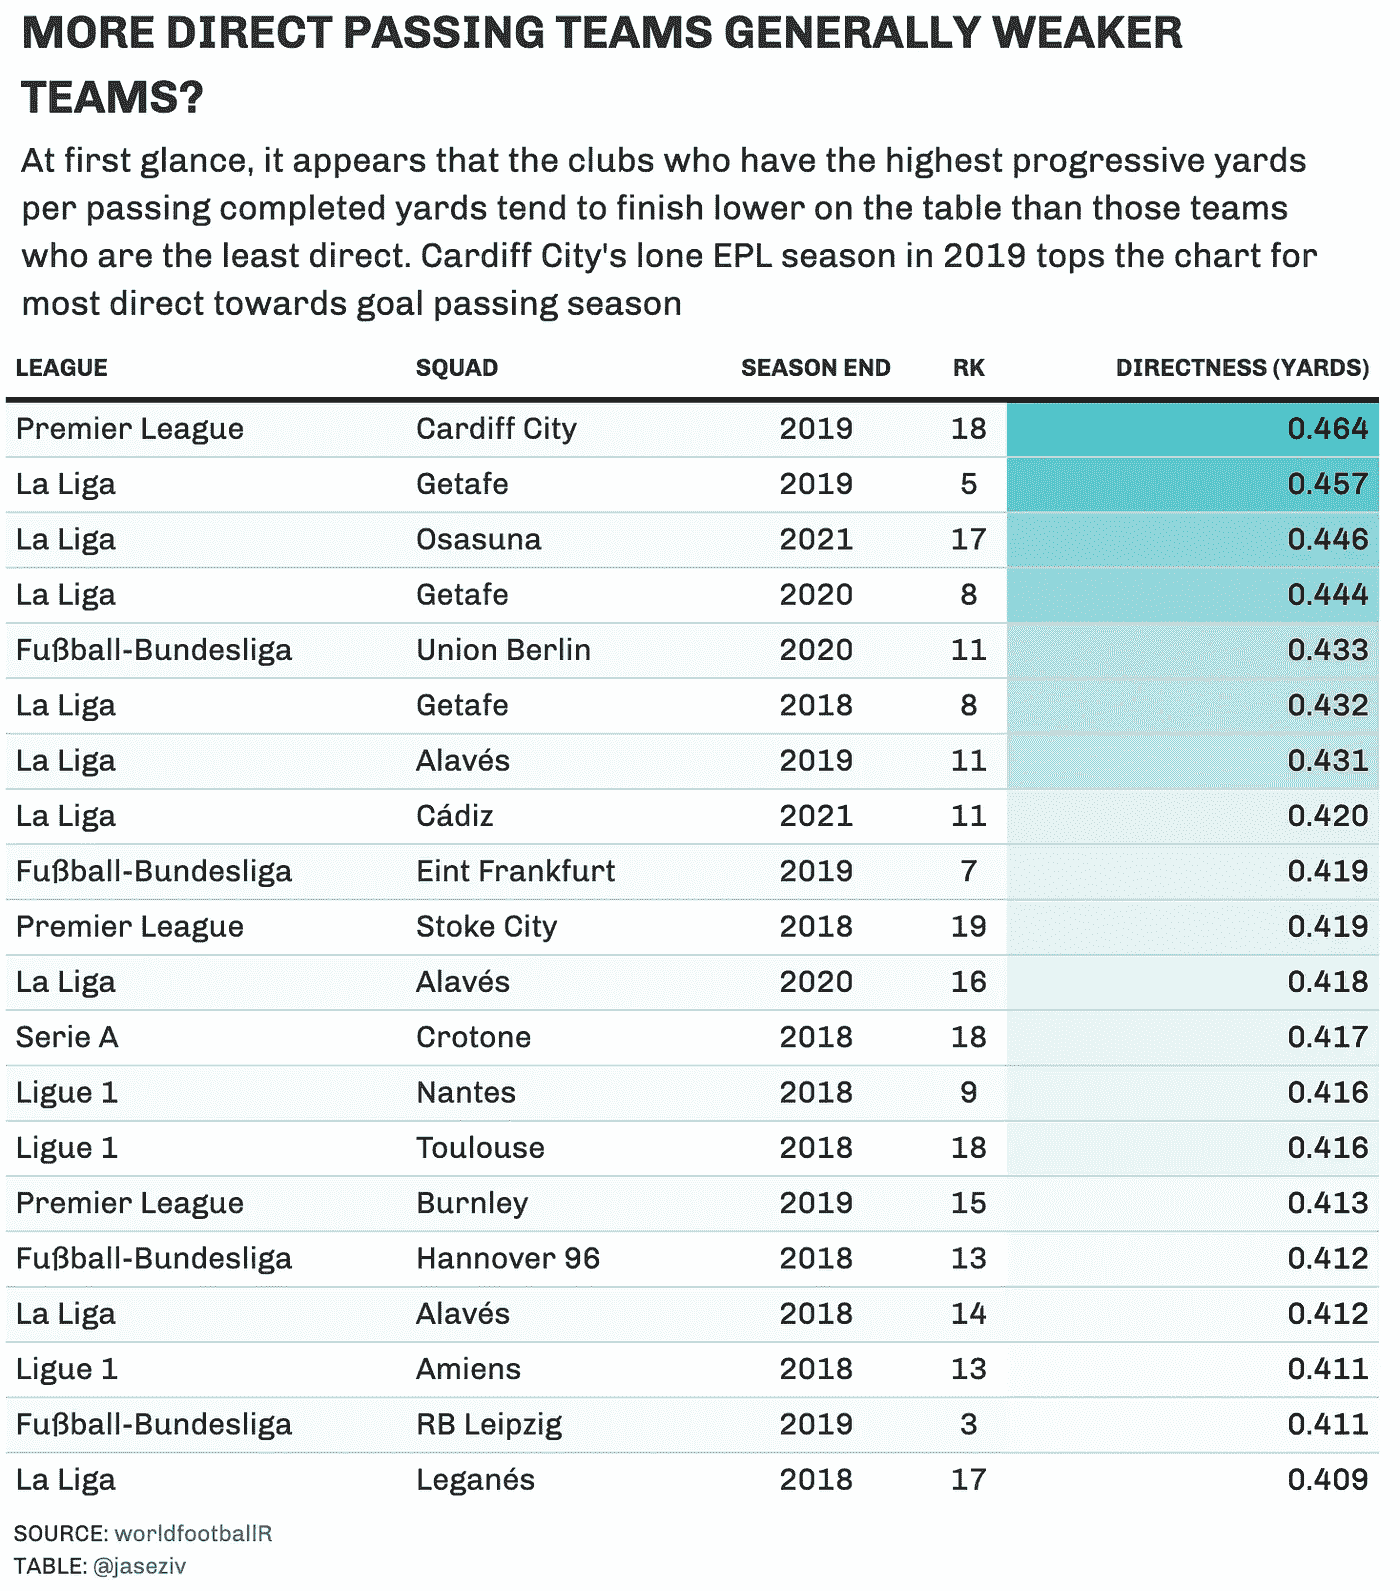 MORE DIRECT PASSING TEAMS GENERALLY WEAKER
TEAMS?
At first glance, it appears that the clubs who have the highest progressive yards
per passing completed yards tend to finish lower on the table than those teams
who are the least direct. Cardiff City's lone EPL season in 2019 tops the chart for
most direct towards goal passing season
LEAGUE SQUAD SEASON END RK DIRECTNESS (YARDS)
Premier League Cardiff City 2019 18 0.464
La Liga Getafe 2019 5 0.457
La Liga Osasuna 2021 17 0.446
La Liga Getafe 2020 8 0.444
Fußball-Bundesliga Union Berlin 2020 11 0.433
La Liga Getafe 2018 8 0.432
La Liga Alavés 2019 11 0.431
La Liga Cádiz 2021 11 0.420
Fußball-Bundesliga Eint Frankfurt 2019 7 0.419
Premier League Stoke City 2018 19 0.419
La Liga Alavés 2020 16 0.418
Serie A Crotone 2018 18 0.417
Ligue 1 Nantes 2018 9 0.416
Ligue 1 Toulouse 2018 18 0.416
Premier League Burnley 2019 15 0.413
Fußball-Bundesliga Hannover 96 2018 13 0.412
La Liga Alavés 2018 14 0.412
Ligue 1 Amiens 2018 13 0.411
Fußball-Bundesliga RB Leipzig 2019 3 0.411
La Liga Leganés 2018 17 0.409
SOURCE: worldfootballR
TABLE: @jaseziv